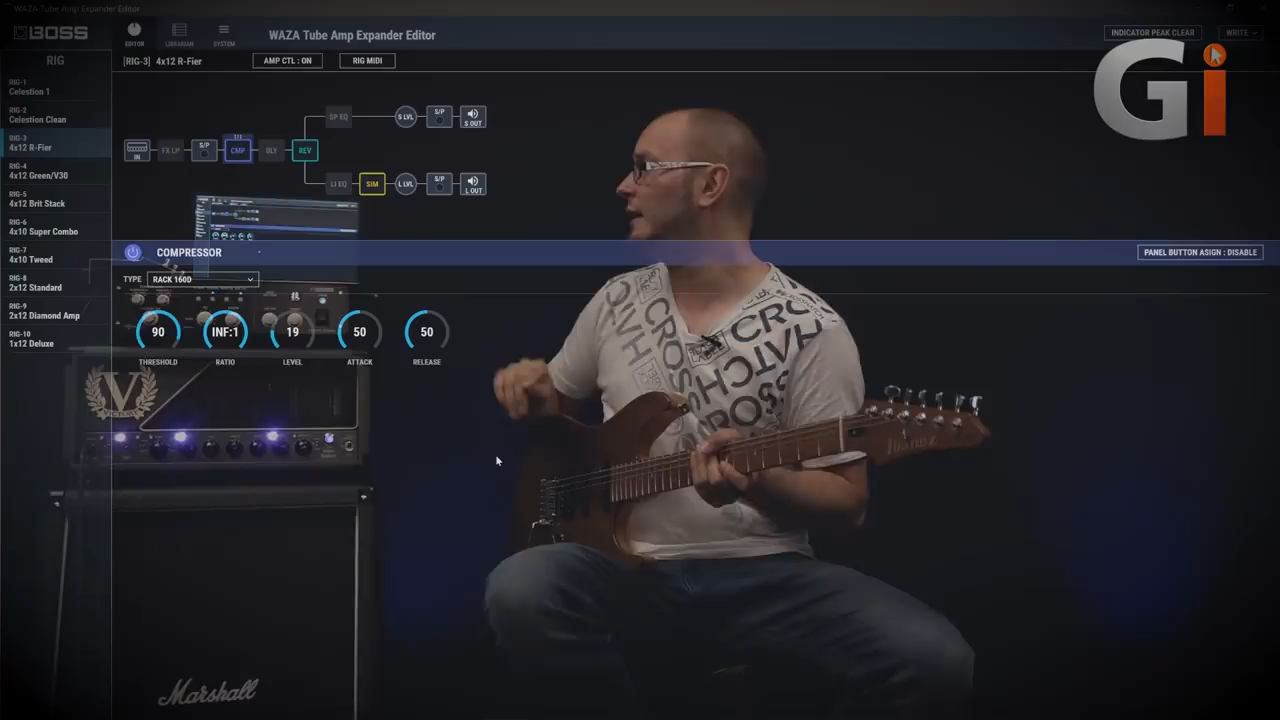 WAZA Tube Amp Expander Editor
BOSS
EDITOR
LIBRARIAN
SYSTEM
WAZA Tube Amp Expander Editor
INDICATOR PEAK CLEAR
WRITE
Gi
RIG
[RIG-3] 4x12 R-Fier
AMP CTL : ON
RIG MIDI
RIG-1
Celestion 1
RIG-2
Celestion Clean
RIG-3
4x12 R-Fier
RIG-4
4x12 Green/V30
RIG-5
4x12 Brit Stack
RIG-6
4x10 Super Combo
RIG-7
4x10 Tweed
RIG-8
2x12 Standard
RIG-9
2x12 Diamond Amp
RIG-10
1x12 Deluxe
SP EQ
S LVL
S/P
S OUT
IN
FX LP
S/P
CMP
DLY
REV
LI EQ
SIM
L LVL
S/P
L OUT
COMPRESSOR
PANEL BUTTON ASIGN : DISABLE
TYPE
RACK 160D
90
INF:1
19
50
50
THRESHOLD
RATIO
LEVEL
ATTACK
RELEASE
V
VICTORY
CROSS
HATCH
Ibanez
Marshall